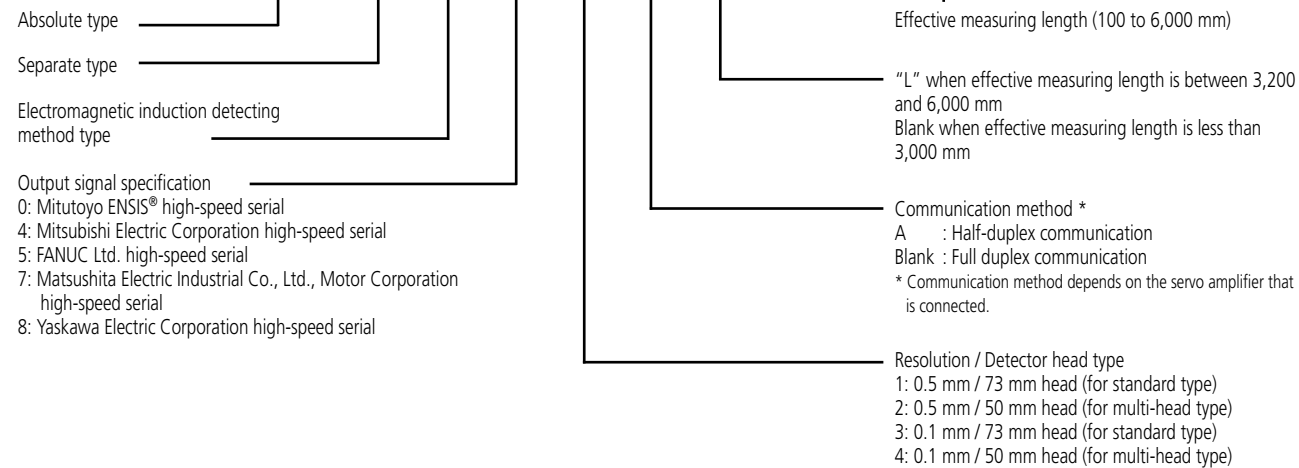 Absolute type
Separate type
Electromagnetic induction detecting
method type
Output signal specification
0: Mitutoyo ENSIS® high-speed serial
4: Mitsubishi Electric Corporation high-speed serial
5: FANUC Ltd. high-speed serial
7: Matsushita Electric Industrial Co., Ltd., Motor Corporation
high-speed serial
8: Yaskawa Electric Corporation high-speed serial
Effective measuring length (100 to 6,000 mm)
“L” when effective measuring length is between 3,200
and 6,000 mm
Blank when effective measuring length is less than
3,000 mm
Communication method *
A : Half-duplex communication
Blank : Full duplex communication
* Communication method depends on the servo amplifier that
is connected.
Resolution / Detector head type
1: 0.5 mm / 73 mm head (for standard type)
2: 0.5 mm / 50 mm head (for multi-head type)
3: 0.1 mm / 73 mm head (for standard type)
4: 0.1 mm / 50 mm head (for multi-head type)